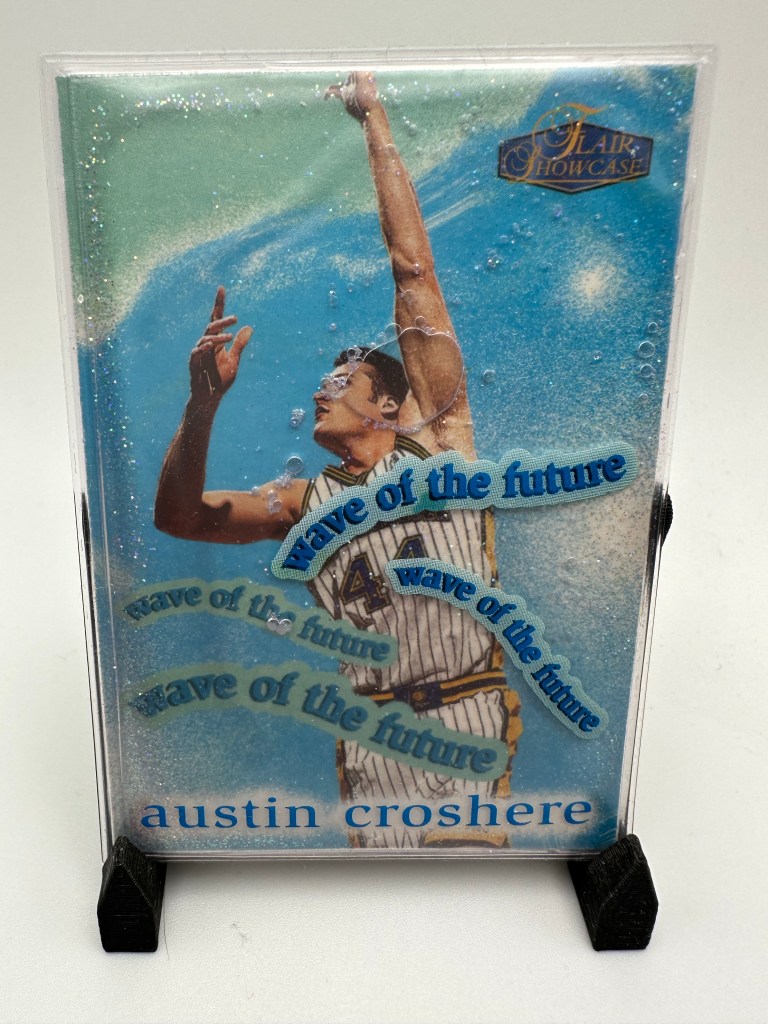 FLAIR
SHOWCASE
wave of the future
44
wave of the future
wave of the future
wave of the future
austin croshere